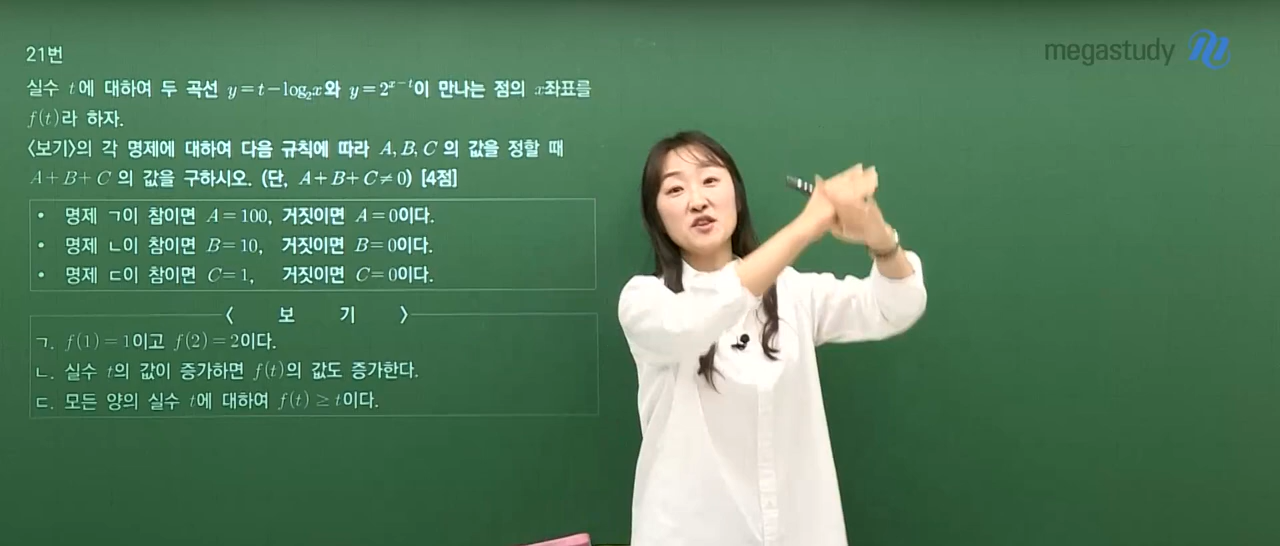 megastudy
21번
실수 t에 대하여 두 곡선 y=t-log₂x와 y=2^{x-t}이 만나는 점의 x좌표를
f(t)라 하자.
<보기>의 각 명제에 대하여 다음 규칙에 따라 A, B, C 의 값을 정할 때
A+B+C 의 값을 구하시오. (단, A+B+C≠0) [4점]
• 명제 ㄱ이 참이면 A=100, 거짓이면 A=0이다.
• 명제 ㄴ이 참이면 B=10, 거짓이면 B=0이다.
• 명제 ㄷ이 참이면 C=1, 거짓이면 C=0이다.
< 보 기 >
ㄱ. f(1)=1이고 f(2)=2이다.
ㄴ. 실수 t의 값이 증가하면 f(t)의 값도 증가한다.
ㄷ. 모든 양의 실수 t에 대하여 f(t)≥t이다.